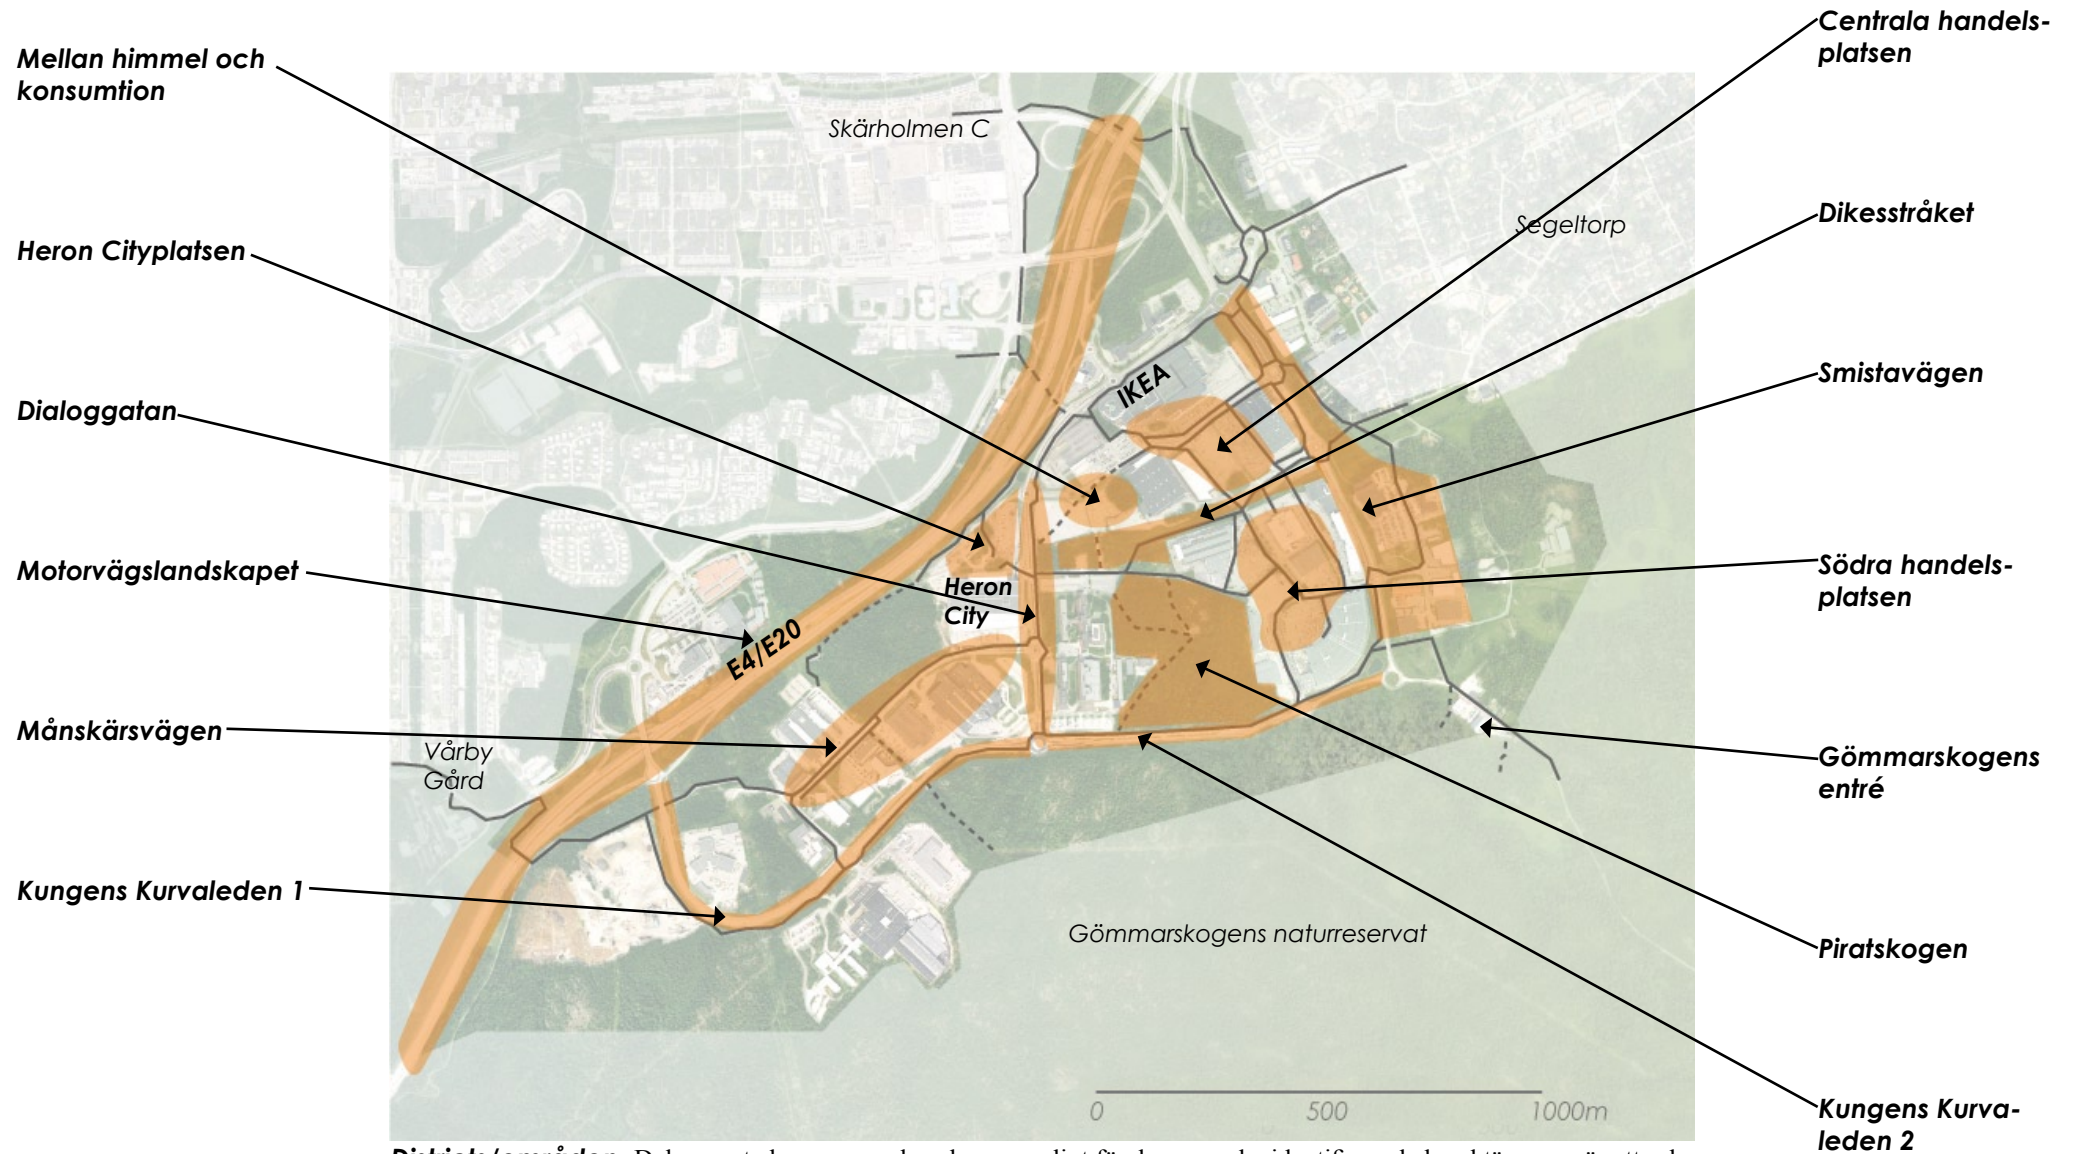 Mellan himmel och
konsumtion
Heron Cityplatsen
Dialoggatan
Motorvägslandskapet
Månskärsvägen
Kungens Kurvaleden 1
Skärholmen C
Segeltorp
IKEA
Heron
City
E4/E20
Vårby
Gård
Gömmarskogens naturreservat
0 500 1000m
Centrala handels-
platsen
Dikesstråket
Smistavägen
Södra handels-
platsen
Gömmarskogens
entré
Piratskogen
Kungens Kurva-
leden 2